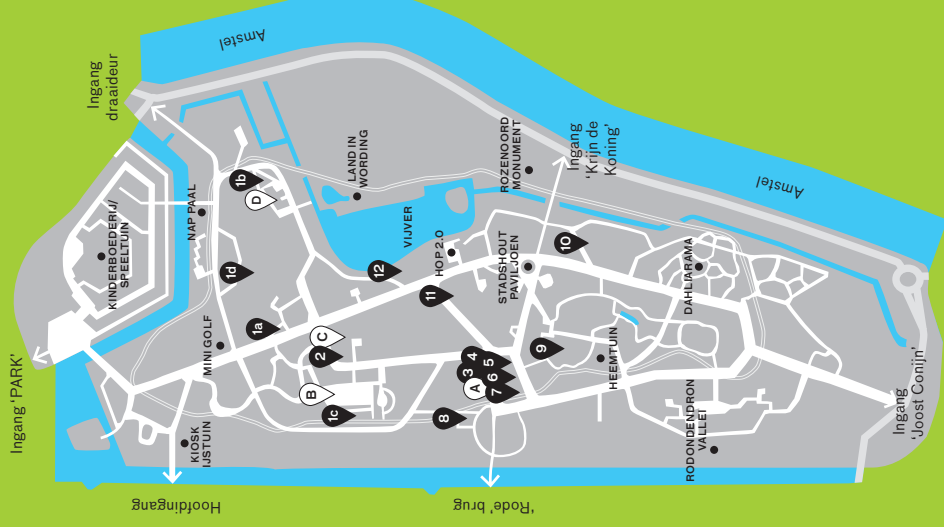 Ingang 'PARK'
Ingang
draaideur
Amstel
KINDERBOEDERIJ/
SPEELTUIN
NAP PAAL
1b
D
LAND IN
WORDING
ROZENOORD
MONUMENT
Ingang
'Krijn de
Koning'
1d
VIJVER
12
HOP 2.0
1a
MINI GOLF
11
STADSHOUT
PAVILJOEN
10
Amstel
C
2
B
1c
3
4
5
6
7
A
8
9
HEEMTUIN
DAHLIARAMA
KIOSK
IJSTUIN
RODONDENDRON
VALLEI
Hoofdingang
'Rode' brug
Ingang
'Joost Conijn'